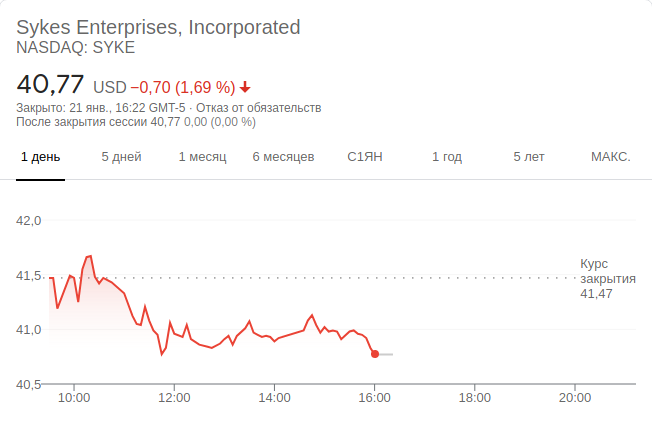 Sykes Enterprises, Incorporated
NASDAQ: SYKE
40,77 USD −0,70 (1,69 %)
Закрыто: 21 янв., 16:22 GMT-5 · Отказ от обязательств
После закрытия сессии 40,77 0,00 (0,00 %)
1 день 5 дней 1 месяц 6 месяцев С1ЯН 1 год 5 лет МАКС.
42,0
41,5
41,0
40,5
Курс
закрытия
41,47
10:00 12:00 14:00 16:00 18:00 20:00